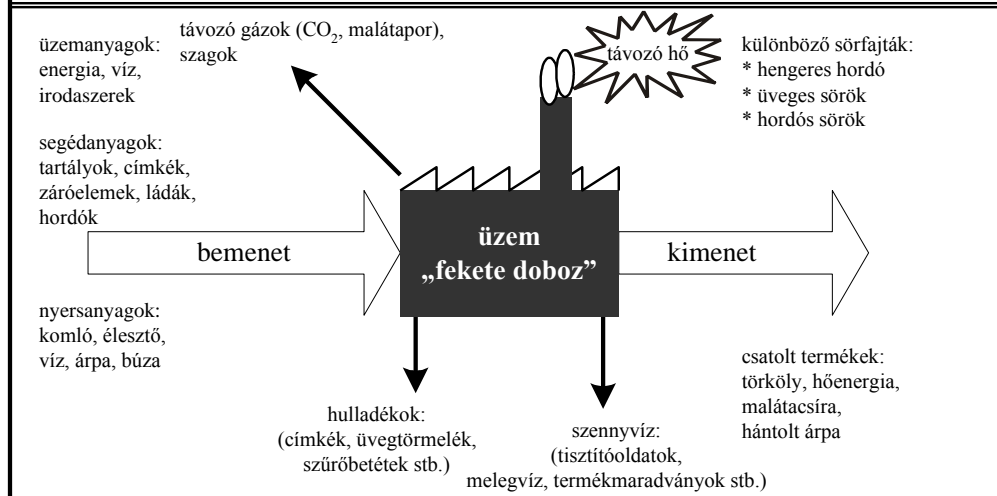 üzemanyagok:
energia, víz,
irodaszerek
távozó gázok (CO₂, malátapor),
szagok
távozó hő
különböző sörfajták:
* hengeres hordó
* üveges sörök
* hordós sörök
segédanyagok:
tartályok, címkék,
záróelemek, ládák,
hordók
bemenet
üzem
„fekete doboz”
kimenet
nyersanyagok:
komló, élesztő,
víz, árpa, búza
csatolt termékek:
törköly, hőenergia,
malátacsíra,
hántolt árpa
hulladékok:
(címkék, üvegtörmelék,
szűrőbetétek stb.)
szennyvíz:
(tisztítóoldatok,
melegvíz, termékmaradványok stb.)